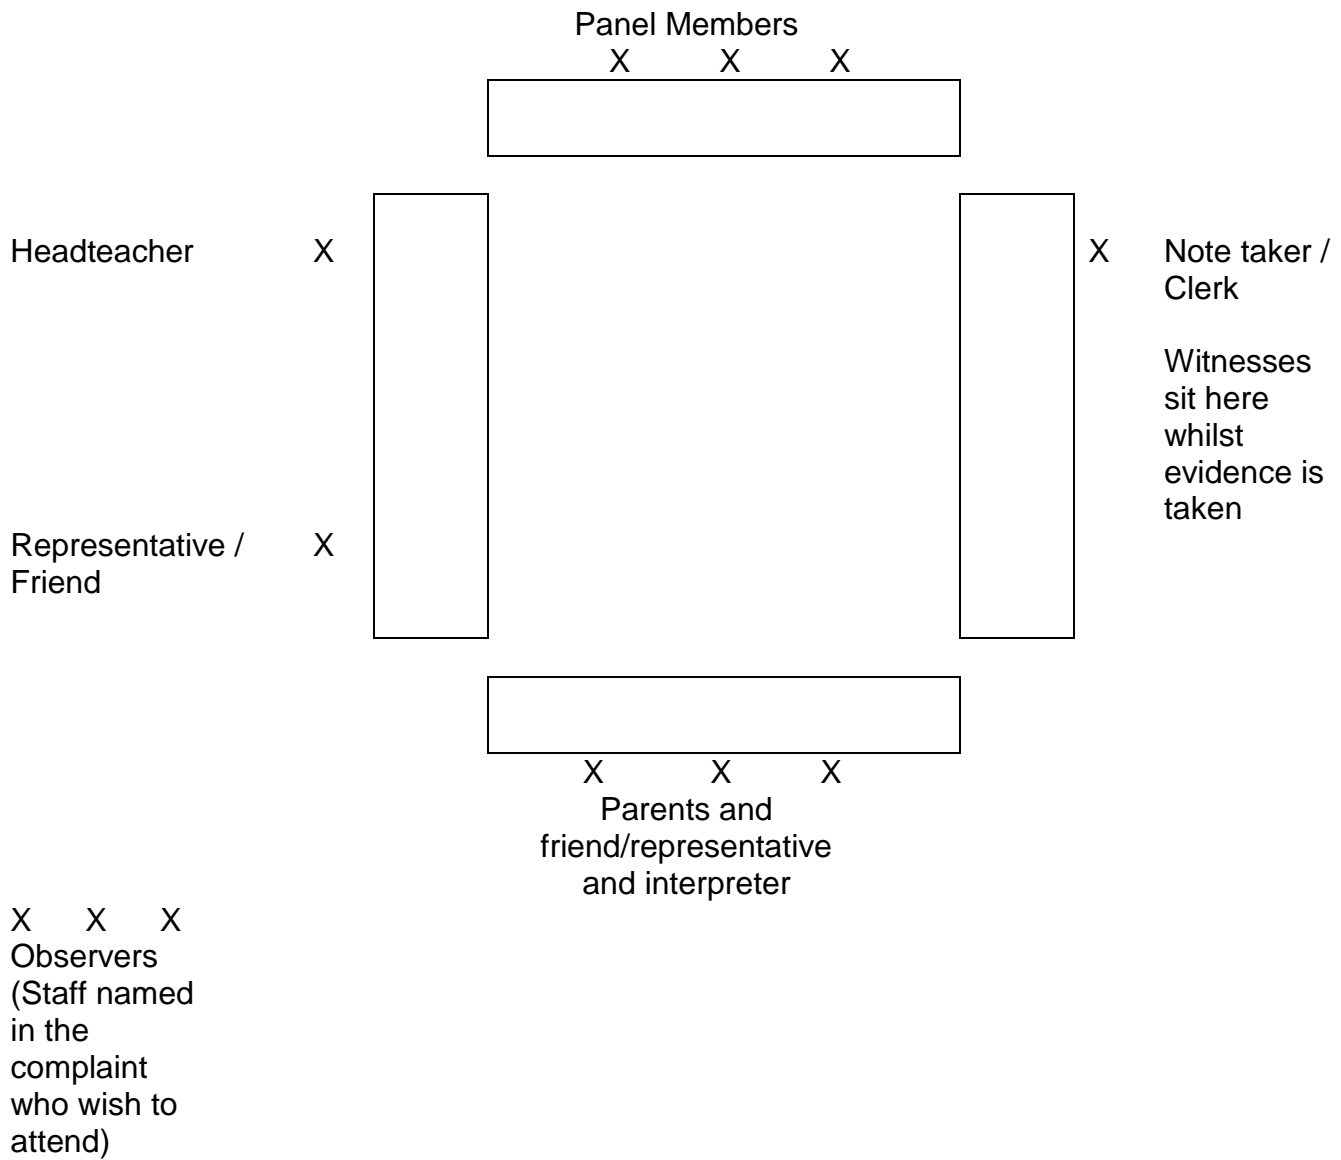 Panel Members
X X X
Headteacher X
X Note taker /
Clerk
Witnesses
sit here
whilst
evidence is
taken
Representative / X
Friend
X X X
Parents and
friend/representative
and interpreter
X X X
Observers
(Staff named
in the
complaint
who wish to
attend)